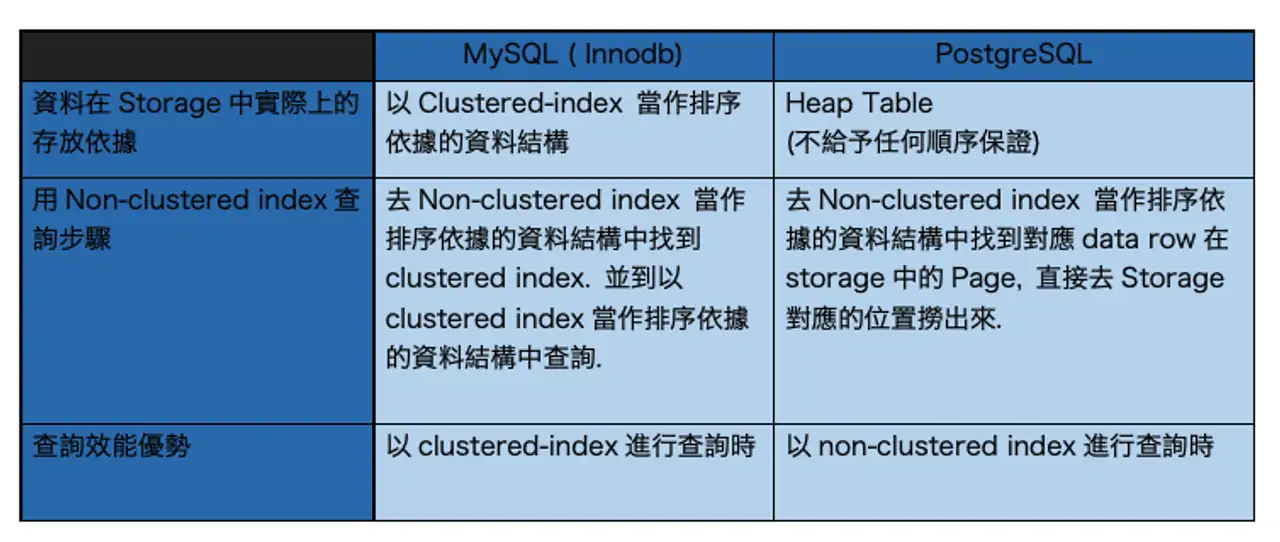 MySQL ( Innodb)
PostgreSQL
資料在 Storage 中實際上的
存放依據
以 Clustered-index 當作排序
依據的資料結構
Heap Table
(不給予任何順序保證)
用 Non-clustered index 查
詢步驟
去 Non-clustered index 當作
排序依據的資料結構中找到
clustered index. 並到以
clustered index 當作排序依據
的資料結構中查詢.
去 Non-clustered index 當作排序依
據的資料結構中找到對應 data row 在
storage 中的 Page, 直接去 Storage
對應的位置撈出來.
查詢效能優勢
以 clustered-index 進行查詢時
以 non-clustered index 進行查詢時